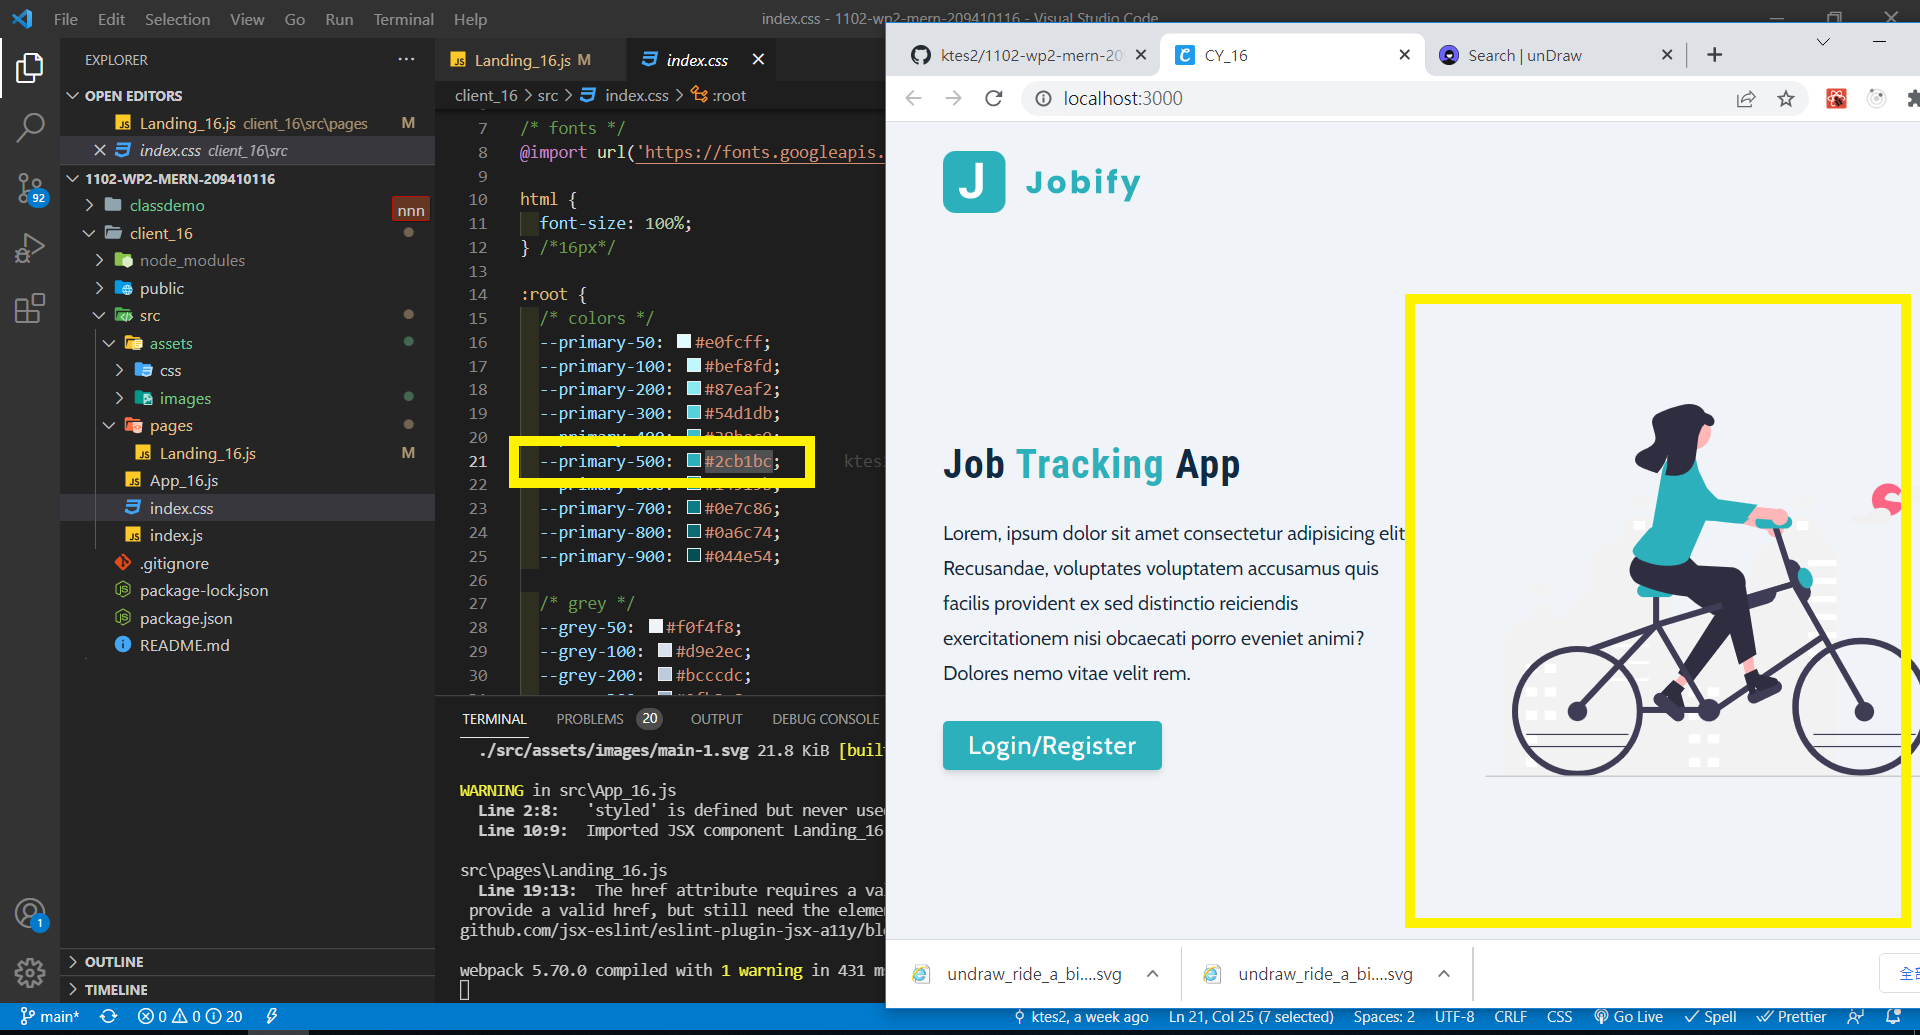 File Edit Selection View Go Run Terminal Help
index.css - 1102-wp2-mern-209410116 - Visual Studio Code
EXPLORER
OPEN EDITORS
Landing_16.js client_16\src\pages M
index.css client_16\src
1102-WP2-MERN-209410116
classdemo
nnn
client_16
node_modules
public
src
assets
css
images
pages
Landing_16.js M
App_16.js
index.css
index.js
.gitignore
package-lock.json
package.json
README.md
OUTLINE
TIMELINE
92
1
Landing_16.js M
index.css
client_16 > src > index.css > :root
7 /* fonts */
8 @import url('https://fonts.googleapis.
9
10 html {
11 font-size: 100%;
12 } /*16px*/
13
14 :root {
15 /* colors */
16 --primary-50: #e0fcff;
17 --primary-100: #bef8fd;
18 --primary-200: #87eaf2;
19 --primary-300: #54d1db;
20
21 --primary-500: #2cb1bc; ktes2
22
23 --primary-700: #0e7c86;
24 --primary-800: #0a6c74;
25 --primary-900: #044e54;
26
27 /* grey */
28 --grey-50: #f0f4f8;
29 --grey-100: #d9e2ec;
30 --grey-200: #bcccdc;
TERMINAL PROBLEMS 20 OUTPUT DEBUG CONSOLE
./src/assets/images/main-1.svg 21.8 KiB [buil
WARNING in src\App_16.js
Line 2:8: 'styled' is defined but never use
Line 10:9: Imported JSX component Landing_16
src\pages\Landing_16.js
Line 19:13: The href attribute requires a va
provide a valid href, but still need the eleme
github.com/jsx-eslint/eslint-plugin-jsx-a11y/bl
webpack 5.70.0 compiled with 1 warning in 431 m
ktes2/1102-wp2-mern-20
CY_16
Search | unDraw
localhost:3000
J
Jobify
Job Tracking App
Lorem, ipsum dolor sit amet consectetur adipisicing elit
Recusandae, voluptates voluptatem accusamus quis
facilis provident ex sed distinctio reiciendis
exercitationem nisi obcaecati porro eveniet animi?
Dolores nemo vitae velit rem.
Login/Register
undraw_ride_a_bi....svg
undraw_ride_a_bi....svg
全
main* 0 0 20
ktes2, a week ago Ln 21, Col 25 (7 selected) Spaces: 2 UTF-8 CRLF CSS Go Live Spell Prettier